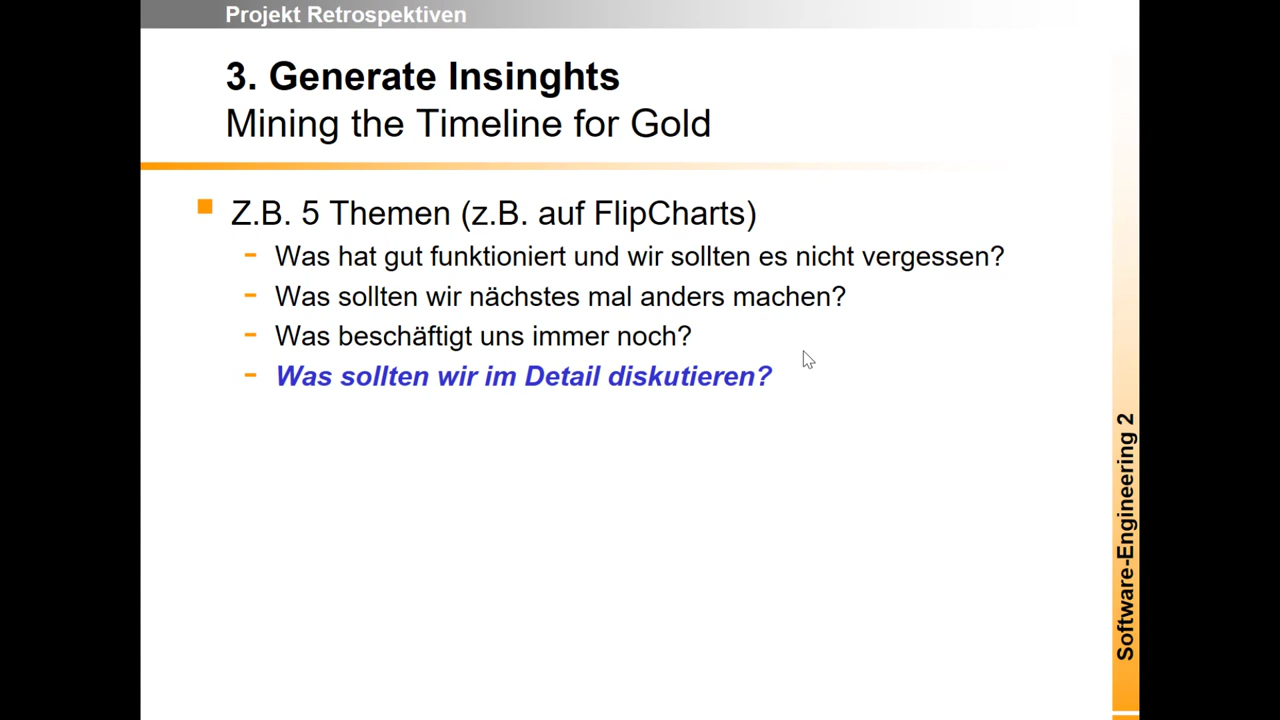 Projekt Retrospektiven
3. Generate Insinghts
Mining the Timeline for Gold
Z.B. 5 Themen (z.B. auf FlipCharts)
Was hat gut funktioniert und wir sollten es nicht vergessen?
Was sollten wir nächstes mal anders machen?
Was beschäftigt uns immer noch?
Was sollten wir im Detail diskutieren?
Software-Engineering 2